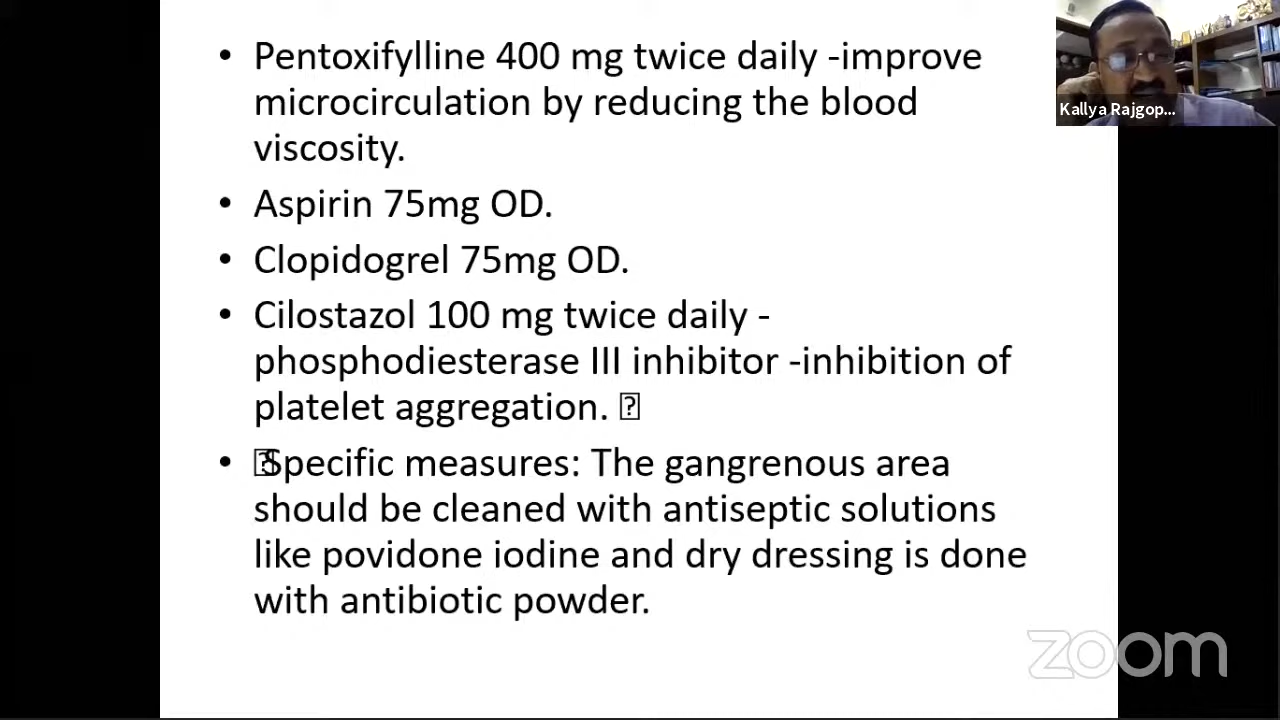 • Pentoxifylline 400 mg twice daily -improve
microcirculation by reducing the blood
viscosity.
• Aspirin 75mg OD.
• Clopidogrel 75mg OD.
• Cilostazol 100 mg twice daily -
phosphodiesterase III inhibitor -inhibition of
platelet aggregation. ⍰
• ⍰Specific measures: The gangrenous area
should be cleaned with antiseptic solutions
like povidone iodine and dry dressing is done
with antibiotic powder.
Kallya Rajgop...
zoom